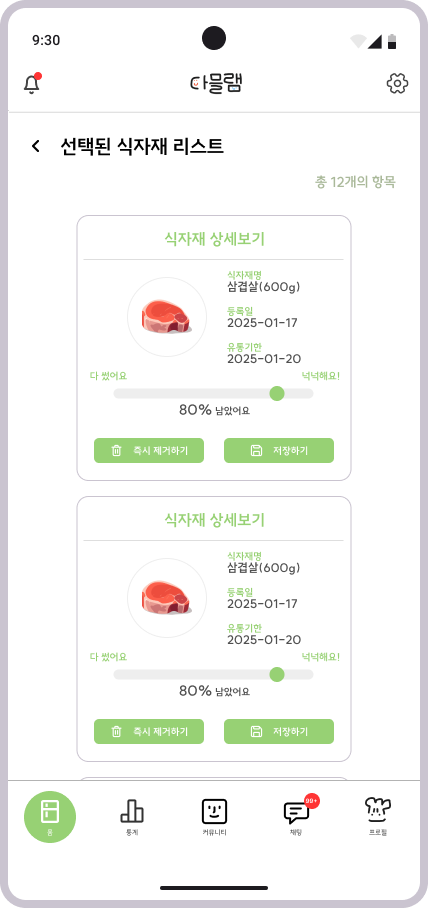 9:30
다믈랩
선택된 식자재 리스트
총 12개의 항목
식자재 상세보기
식자재명
삼겹살(600g)
등록일
2025-01-17
유통기한
2025-01-20
다 썼어요 넉넉해요!
80% 남았어요
즉시 제거하기 저장하기
식자재 상세보기
식자재명
삼겹살(600g)
등록일
2025-01-17
유통기한
2025-01-20
다 썼어요 넉넉해요!
80% 남았어요
즉시 제거하기 저장하기
99+
홈 통계 커뮤니티 채팅 프로필